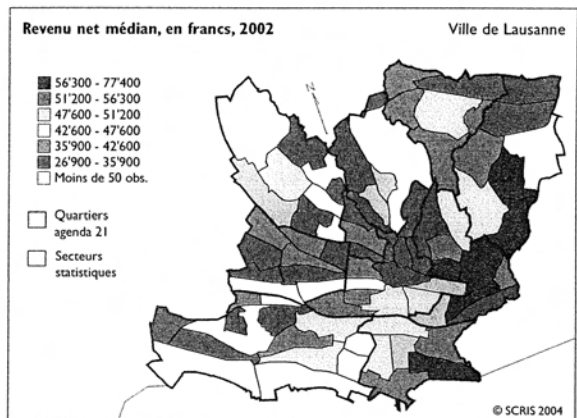 Revenu net médian, en francs, 2002
Ville de Lausanne
56'300 - 77'400
51'200 - 56'300
47'600 - 51'200
42'600 - 47'600
35'900 - 42'600
26'900 - 35'900
Moins de 50 obs.
Quartiers
agenda 21
Secteurs
statistiques
N
© SCRIS 2004